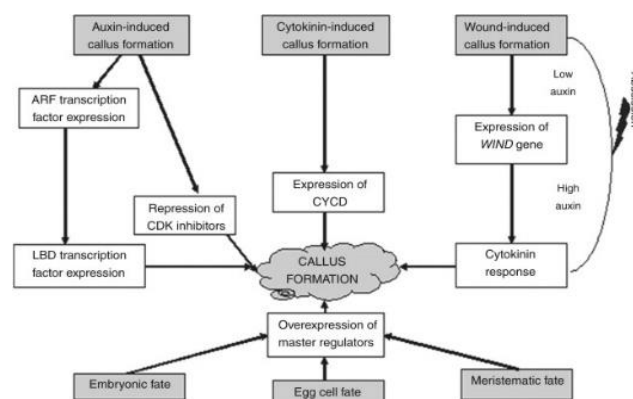 Auxin-induced
callus formation
Cytokinin-induced
callus formation
Wound-induced
callus formation
ARF transcription
factor expression
Low
auxin
Expression of
WIND gene
Repression of
CDK inhibitors
Expression of
CYCD
High
auxin
LBD transcription
factor expression
CALLUS
FORMATION
Cytokinin
response
Overexpression of
master regulators
Embryonic fate
Egg cell fate
Meristematic fate